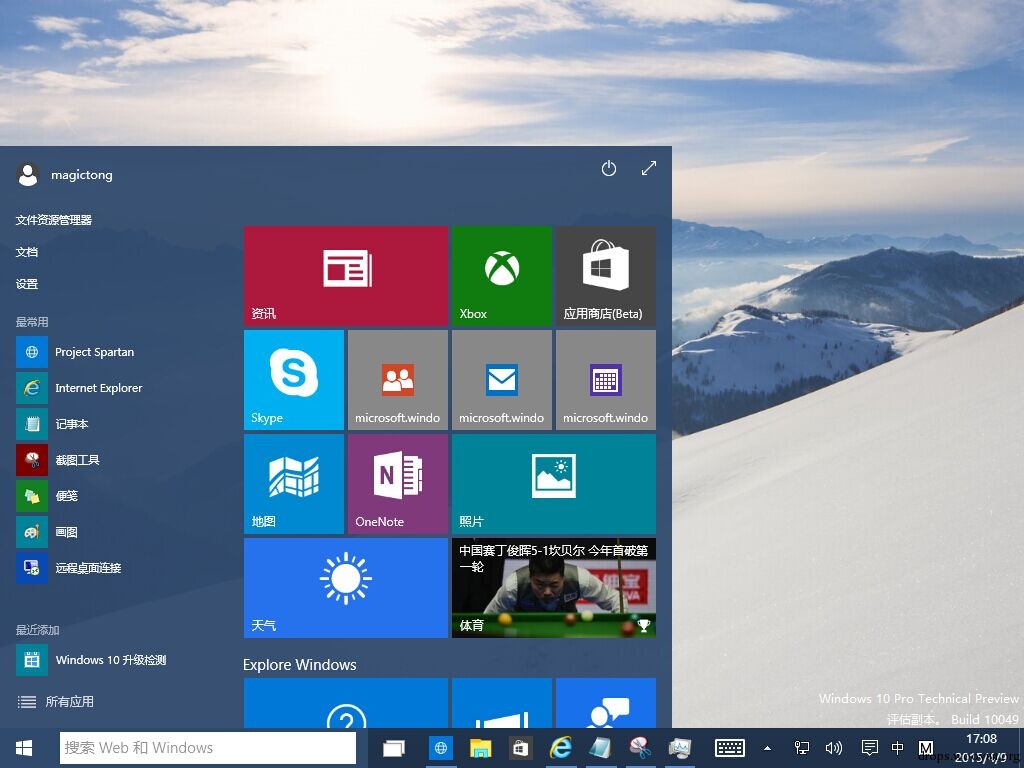 magictong
文件资源管理器
文档
设置
最常用
Project Spartan
Internet Explorer
记事本
截图工具
便笺
画图
远程桌面连接
最近添加
Windows 10 升级检测
所有应用
资讯
Xbox
应用商店(Beta)
Skype
microsoft.windo
microsoft.windo
microsoft.windo
地图
OneNote
照片
天气
中国赛丁俊晖5-1坎贝尔 今年首破第
一轮
体育
Explore Windows
Windows 10 Pro Technical Preview
评估副本。 Build 10049
搜索 Web 和 Windows
中
M
17:08